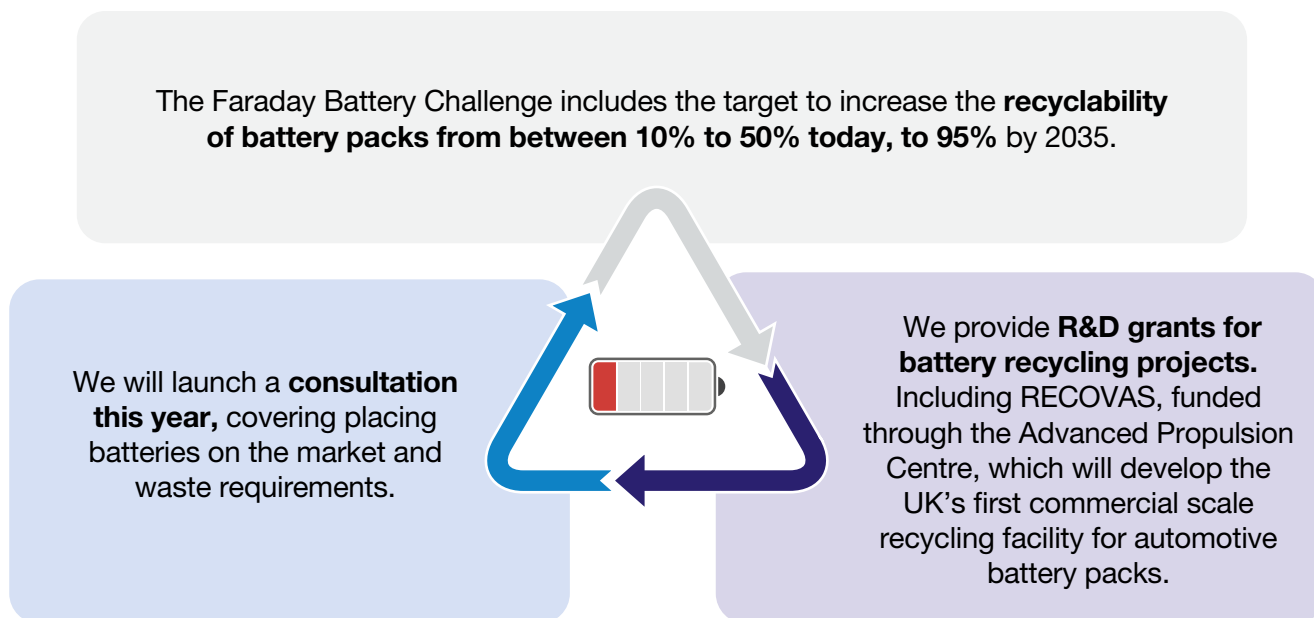 The Faraday Battery Challenge includes the target to increase the recyclability
of battery packs from between 10% to 50% today, to 95% by 2035.
We will launch a consultation
this year, covering placing
batteries on the market and
waste requirements.
We provide R&D grants for
battery recycling projects.
Including RECOVAS, funded
through the Advanced Propulsion
Centre, which will develop the
UK’s first commercial scale
recycling facility for automotive
battery packs.